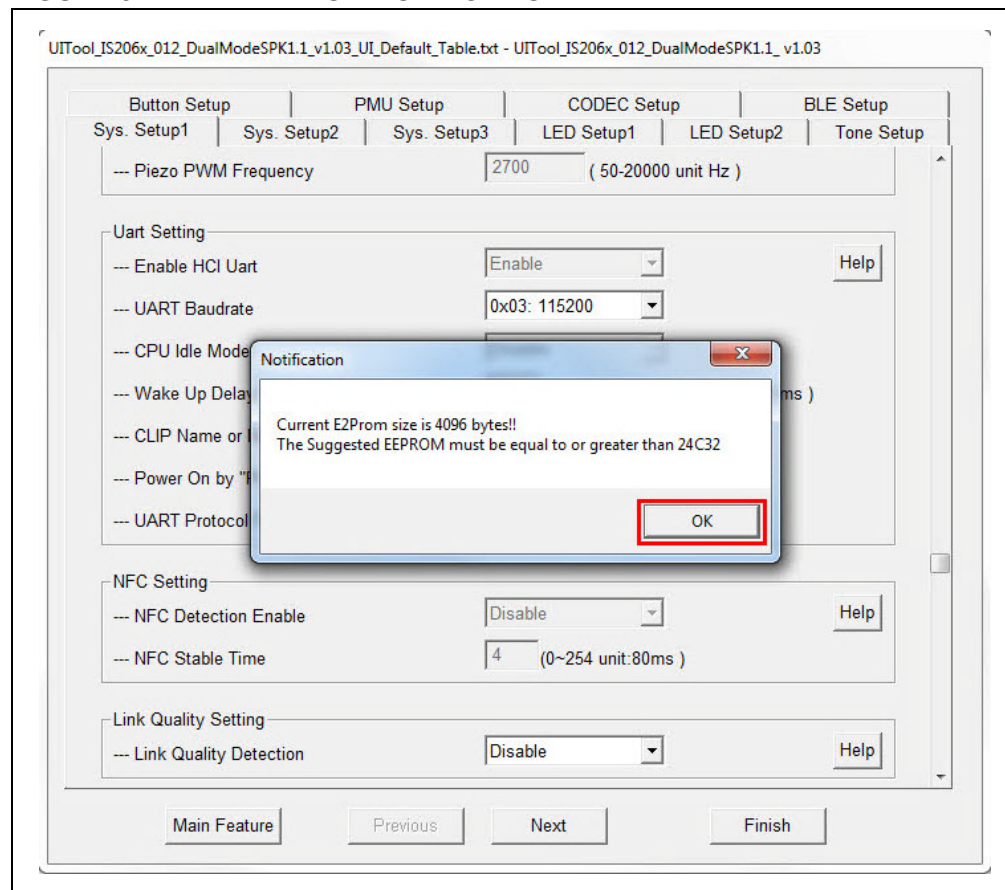 UITool_IS206x_012_DualModeSPK1.1_v1.03_UI_Default_Table.txt - UITool_IS206x_012_DualModeSPK1.1_ v1.03
Button Setup PMU Setup CODEC Setup BLE Setup
Sys. Setup1 Sys. Setup2 Sys. Setup3 LED Setup1 LED Setup2 Tone Setup
--- Piezo PWM Frequency 2700 ( 50-20000 unit Hz )
Uart Setting
--- Enable HCI Uart Enable Help
--- UART Baudrate 0x03: 115200
--- CPU Idle Mode
Notification
--- Wake Up Delay ms )
Current E2Prom size is 4096 bytes!!
The Suggested EEPROM must be equal to or greater than 24C32
--- CLIP Name or
--- Power On by
--- UART Protocol
OK
NFC Setting
--- NFC Detection Enable Disable Help
--- NFC Stable Time 4 (0~254 unit:80ms )
Link Quality Setting
--- Link Quality Detection Disable Help
Main Feature Previous Next Finish